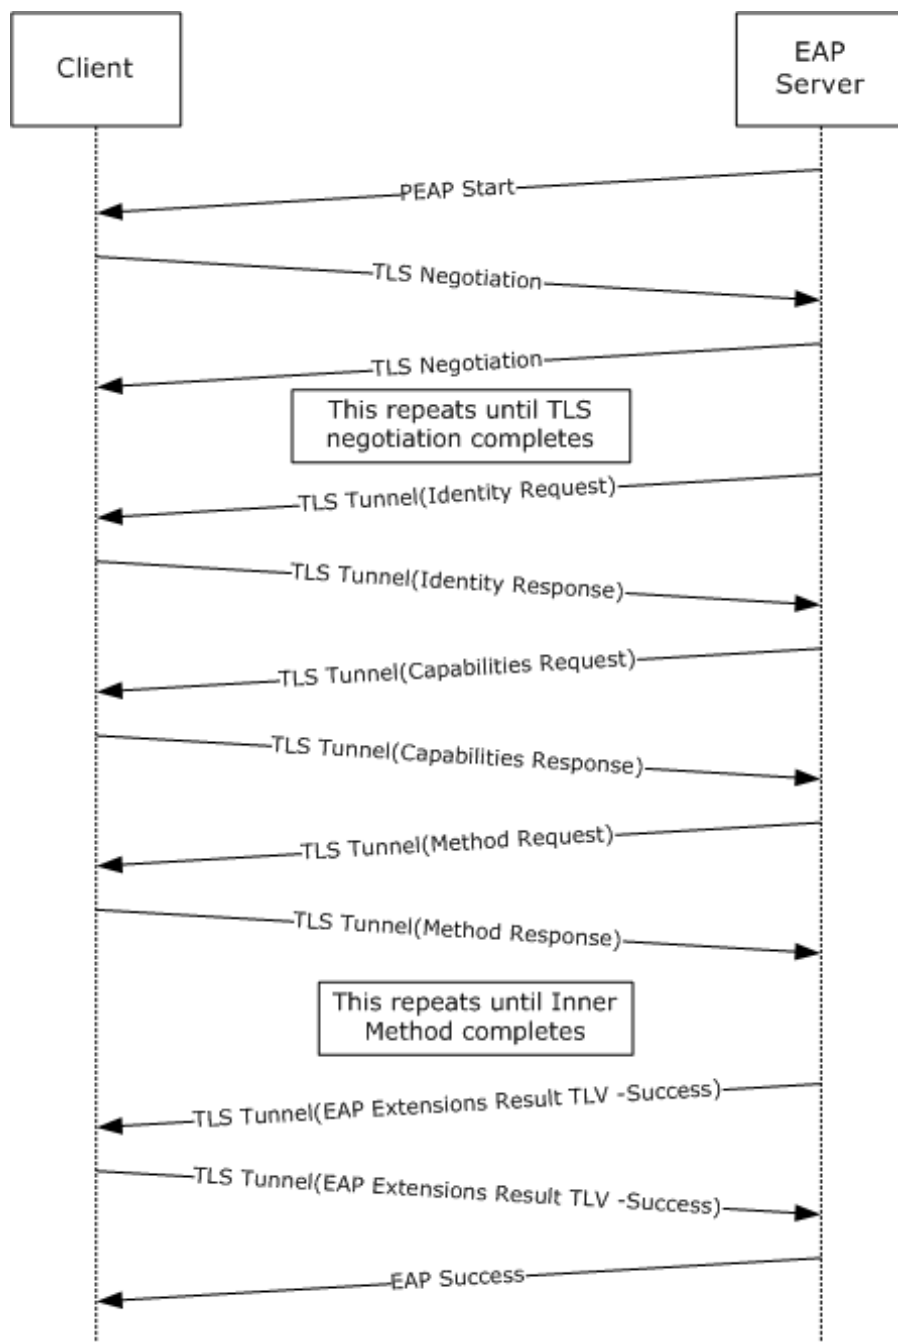 Client
EAP
Server
PEAP Start
TLS Negotiation
TLS Negotiation
This repeats until TLS
negotiation completes
TLS Tunnel(Identity Request)
TLS Tunnel(Identity Response)
TLS Tunnel(Capabilities Request)
TLS Tunnel(Capabilities Response)
TLS Tunnel(Method Request)
TLS Tunnel(Method Response)
This repeats until Inner
Method completes
TLS Tunnel(EAP Extensions Result TLV -Success)
TLS Tunnel(EAP Extensions Result TLV -Success)
EAP Success